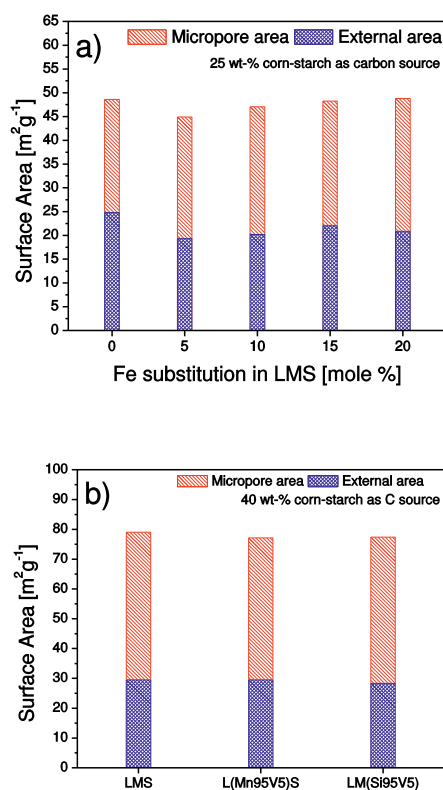 65
60
55
50
45
40
35
30
25
20
15
10
5
0
Surface Area [m²g⁻¹]
a)
Micropore area
External area
25 wt-% corn-starch as carbon source
0 5 10 15 20
Fe substitution in LMS [mole %]
100
90
80
70
60
50
40
30
20
10
0
Surface Area [m²g⁻¹]
b)
Micropore area
External area
40 wt-% corn-starch as C source
LMS L(Mn95V5)S LM(Si95V5)